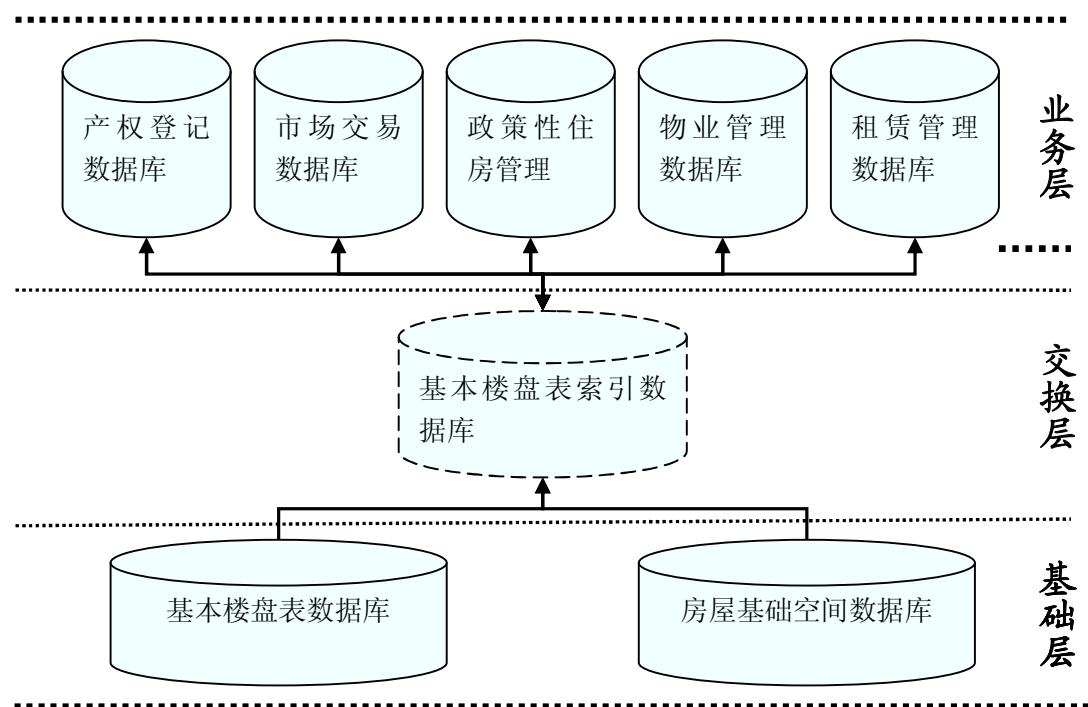 产权登记
数据库
市场交易
数据库
政策性住
房管理
物业管理
数据库
租赁管理
数据库
业务层
基本楼盘表索引数
据库
交换层
基本楼盘表数据库
房屋基础空间数据库
基础层